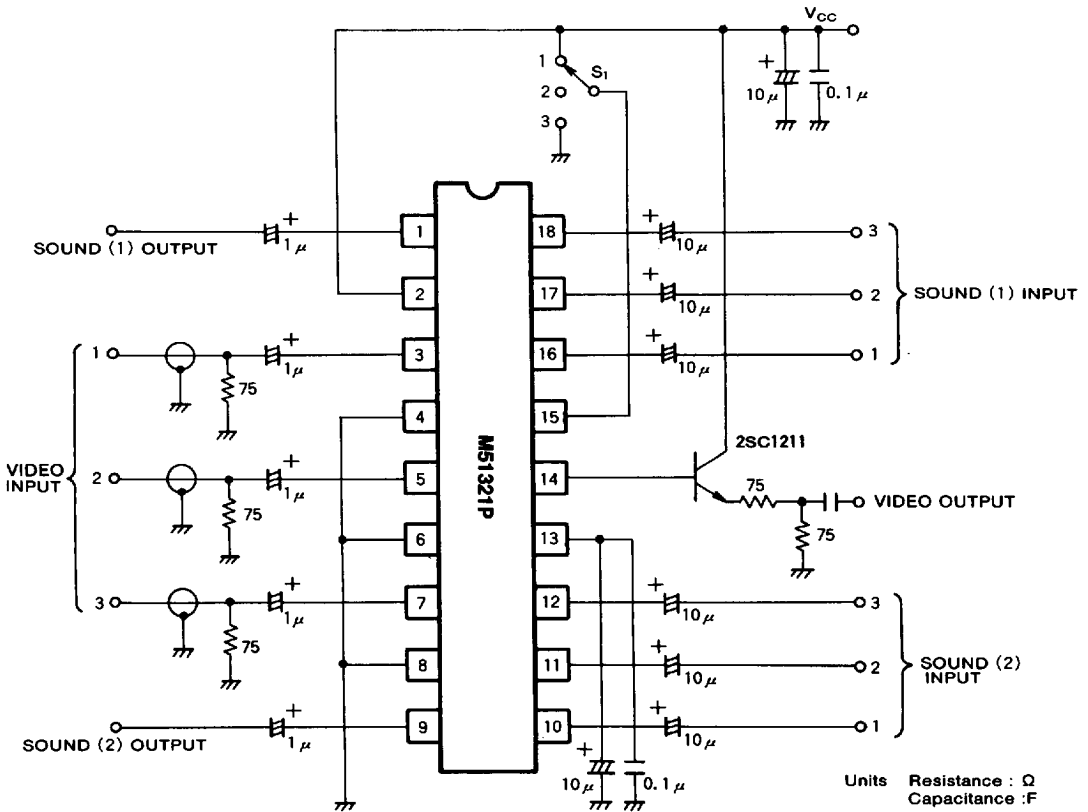 VCC
1
S1
2
3
+
10μ
0.1μ
+
1μ
SOUND (1) OUTPUT
1
18
+
10μ
3
2
17
+
10μ
2
SOUND (1) INPUT
1
+
1μ
75
3
16
+
10μ
1
4
15
VIDEO
INPUT
2
+
1μ
75
5
M51321P
14
2SC1211
75
75
VIDEO OUTPUT
6
13
3
+
1μ
75
7
12
+
10μ
3
8
11
+
10μ
2
SOUND (2)
INPUT
SOUND (2) OUTPUT
+
1μ
9
10
+
10μ
1
+
10μ
0.1μ
Units Resistance : Ω
Capacitance :F